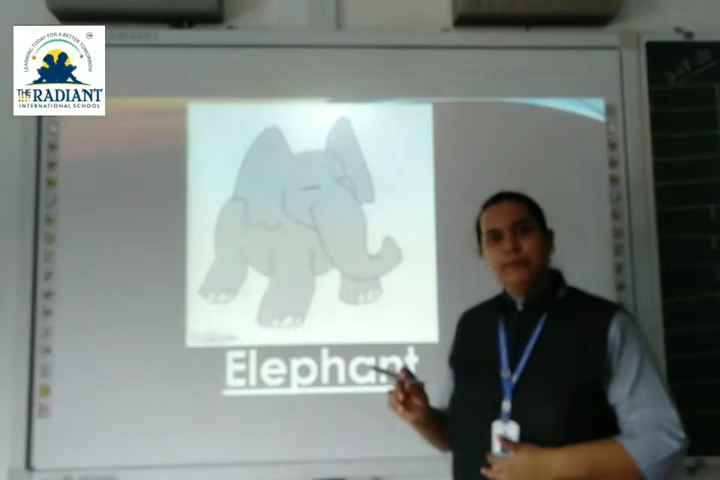 LEARNING TODAY FOR A BETTER TOMORROW
THE RADIANT
INTERNATIONAL SCHOOL
Elephant